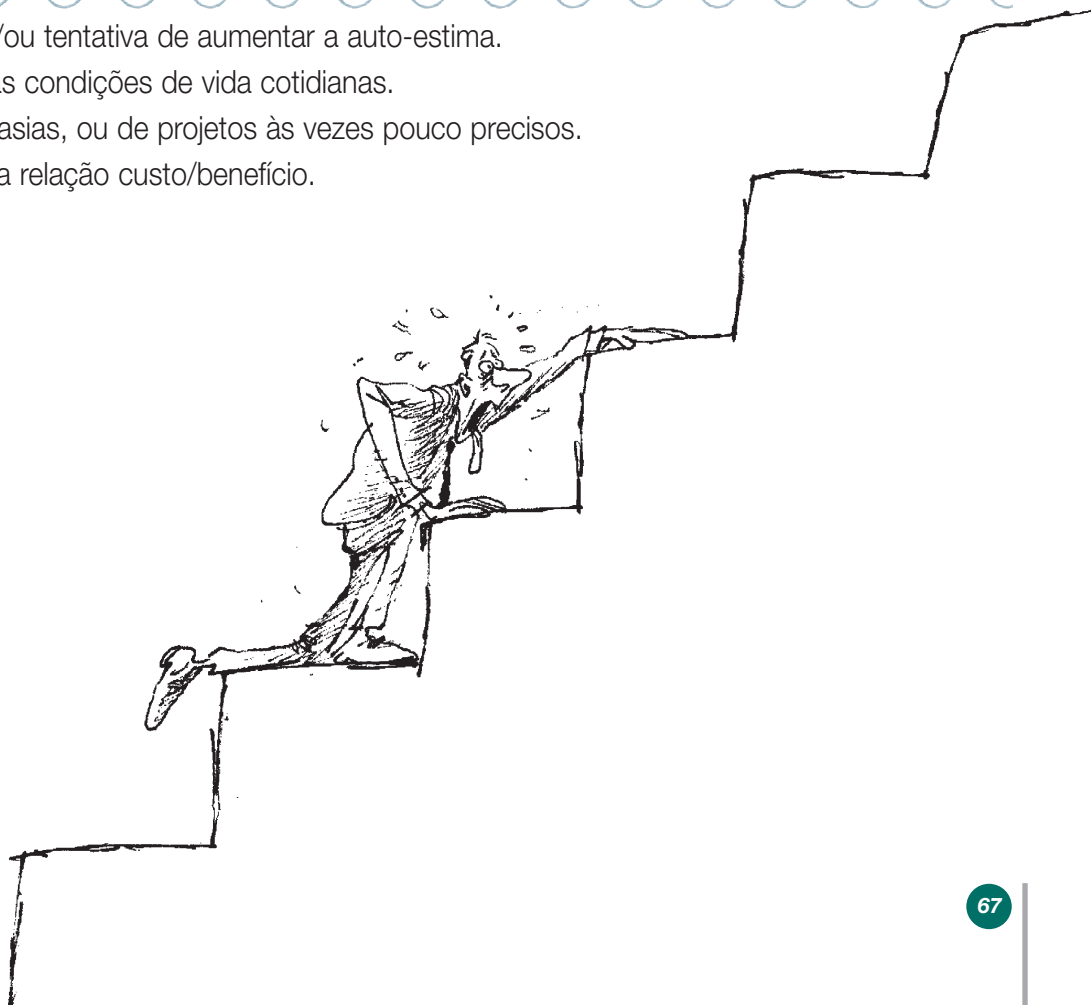 /ou tentativa de aumentar a auto-estima.
as condições de vida cotidianas.
asias, ou de projetos às vezes pouco precisos.
a relação custo/benefício.
67